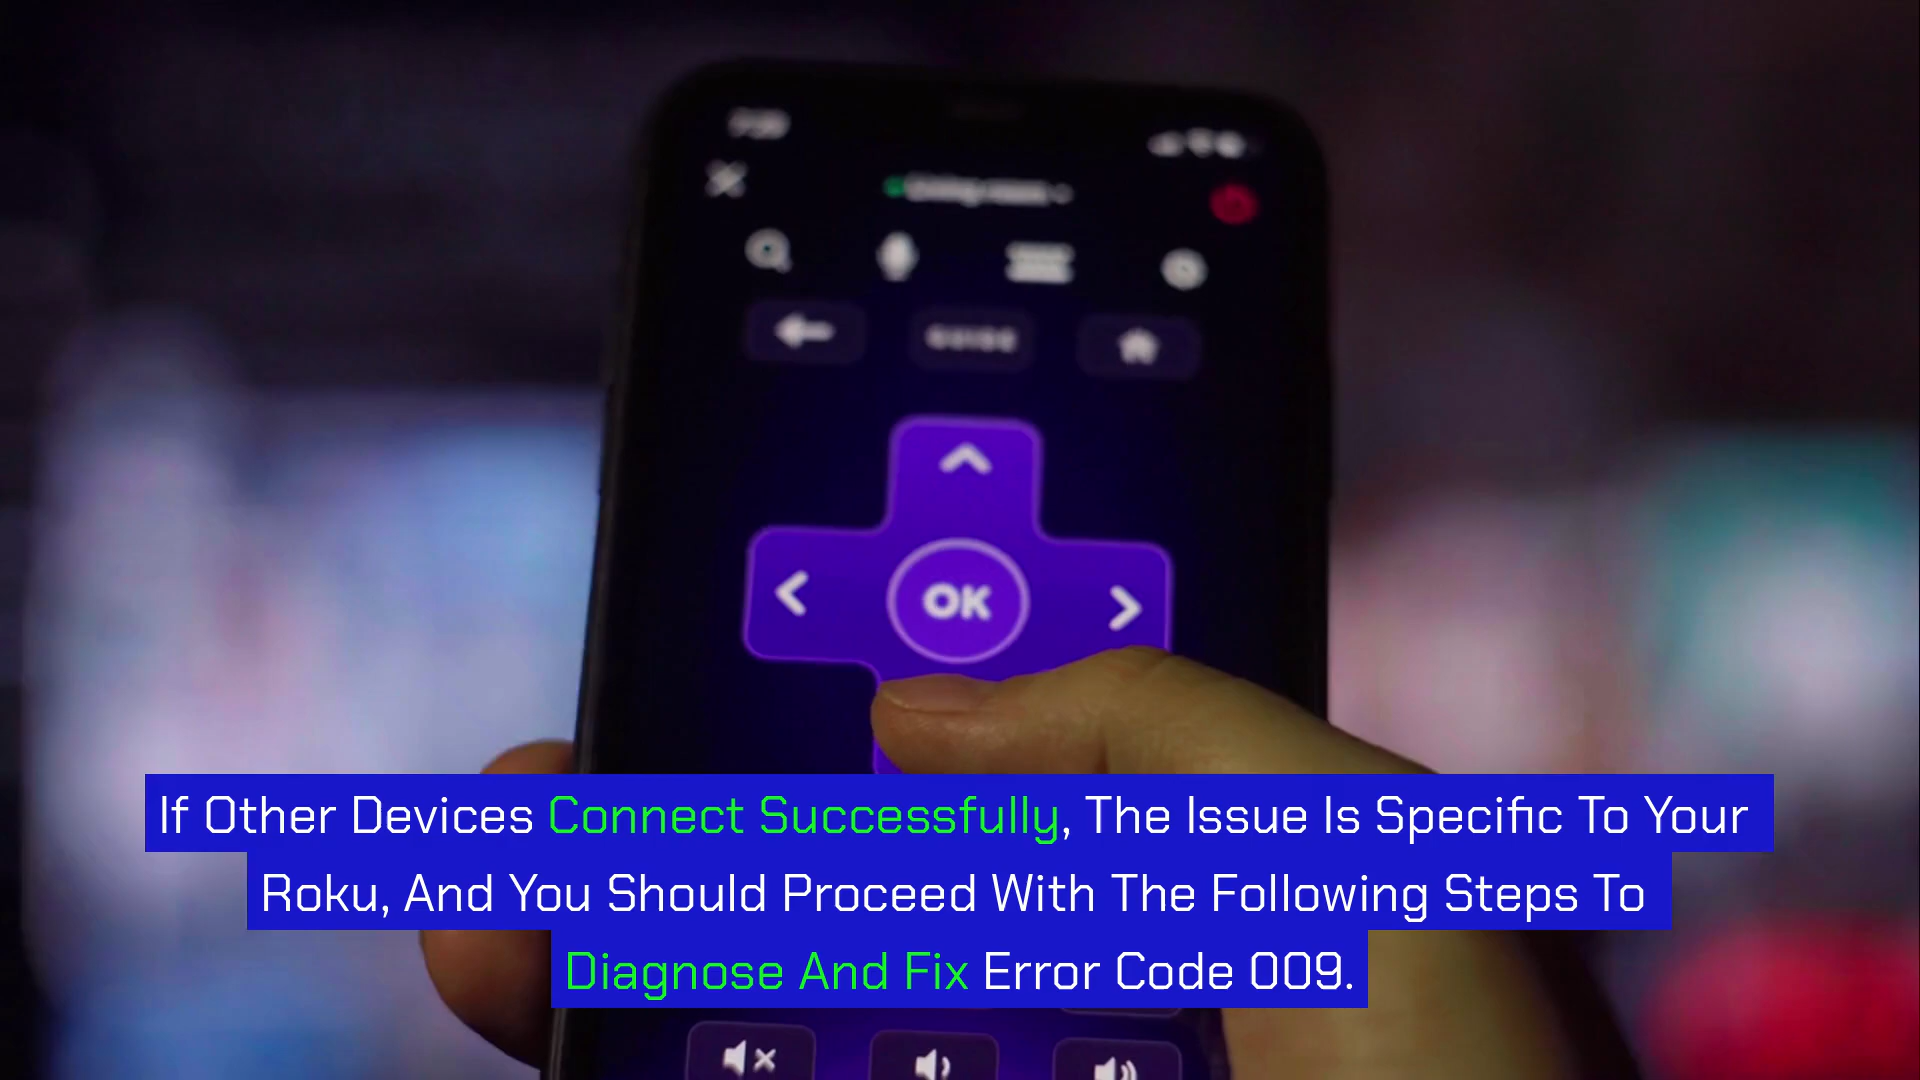 GUIDE
OK
If Other Devices Connect Successfully, The Issue Is Specific To Your
Roku, And You Should Proceed With The Following Steps To
Diagnose And Fix Error Code 009.